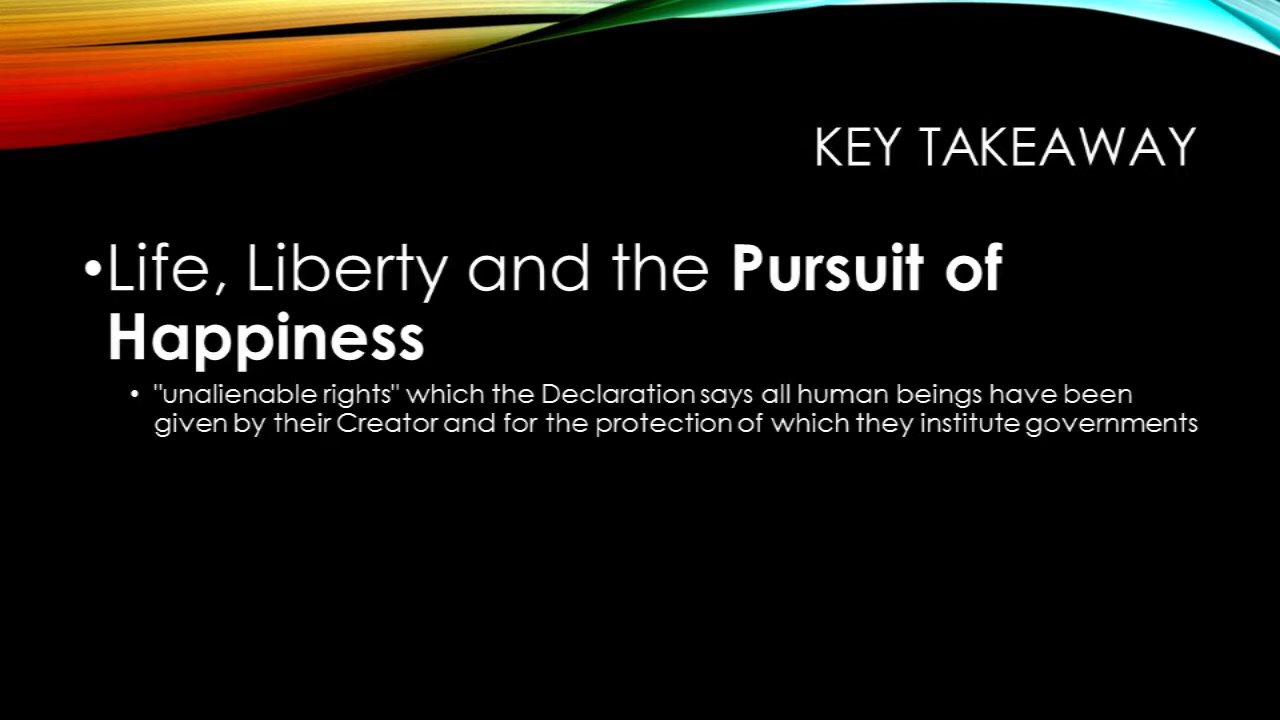 KEY TAKEAWAY
•Life, Liberty and the Pursuit of
Happiness
• "unalienable rights" which the Declaration says all human beings have been
given by their Creator and for the protection of which they institute governments